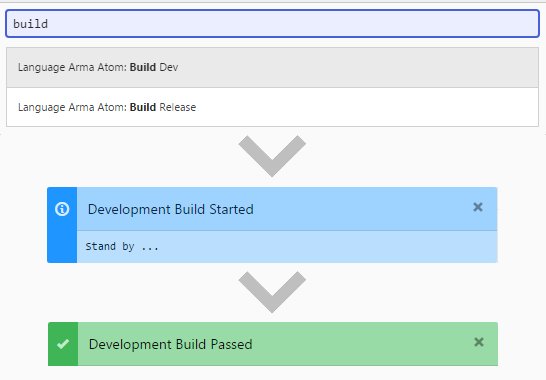 build
Language Arma Atom: Build Dev
Language Arma Atom: Build Release
Development Build Started
Stand by ...
Development Build Passed